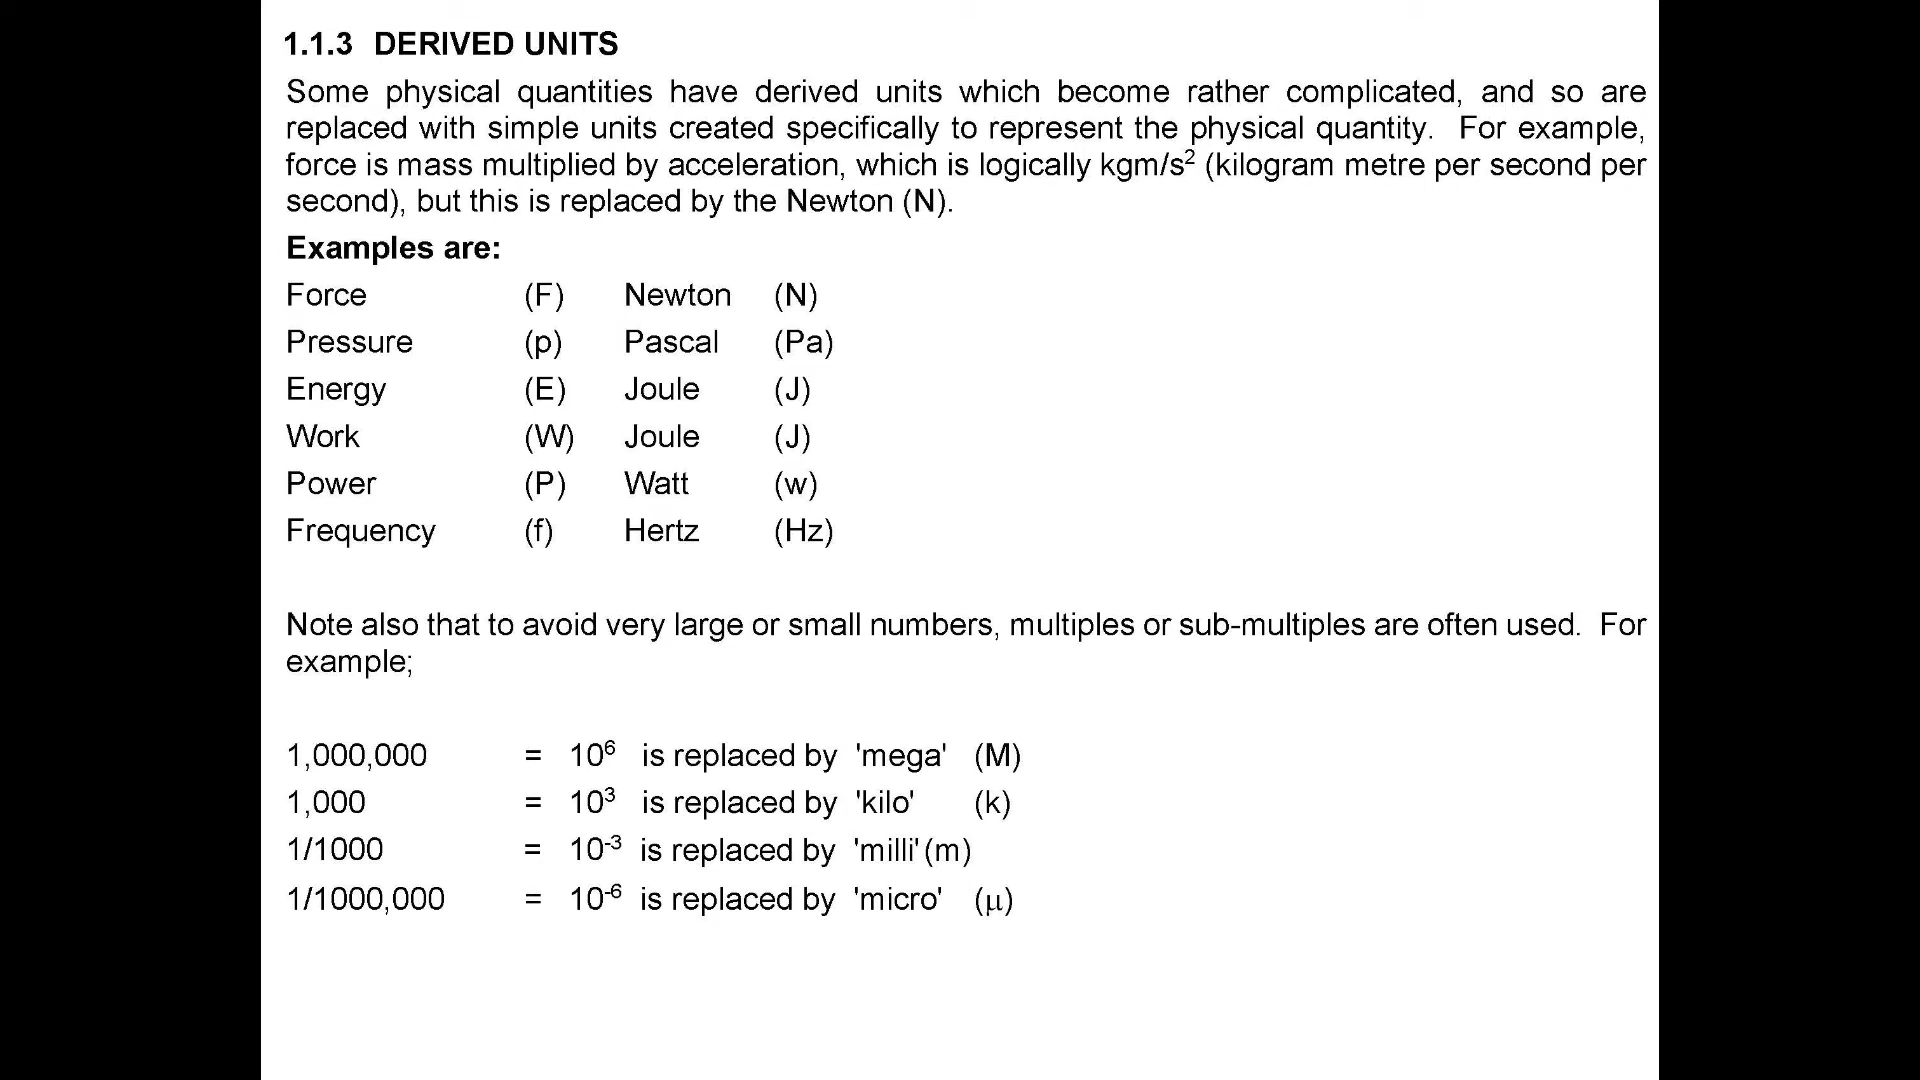 1.1.3 DERIVED UNITS
Some physical quantities have derived units which become rather complicated, and so are
replaced with simple units created specifically to represent the physical quantity. For example,
force is mass multiplied by acceleration, which is logically kgm/s² (kilogram metre per second per
second), but this is replaced by the Newton (N).
Examples are:
Force (F) Newton (N)
Pressure (p) Pascal (Pa)
Energy (E) Joule (J)
Work (W) Joule (J)
Power (P) Watt (w)
Frequency (f) Hertz (Hz)
Note also that to avoid very large or small numbers, multiples or sub-multiples are often used. For
example;
1,000,000 = 10⁶ is replaced by 'mega' (M)
1,000 = 10³ is replaced by 'kilo' (k)
1/1000 = 10⁻³ is replaced by 'milli' (m)
1/1000,000 = 10⁻⁶ is replaced by 'micro' (μ)